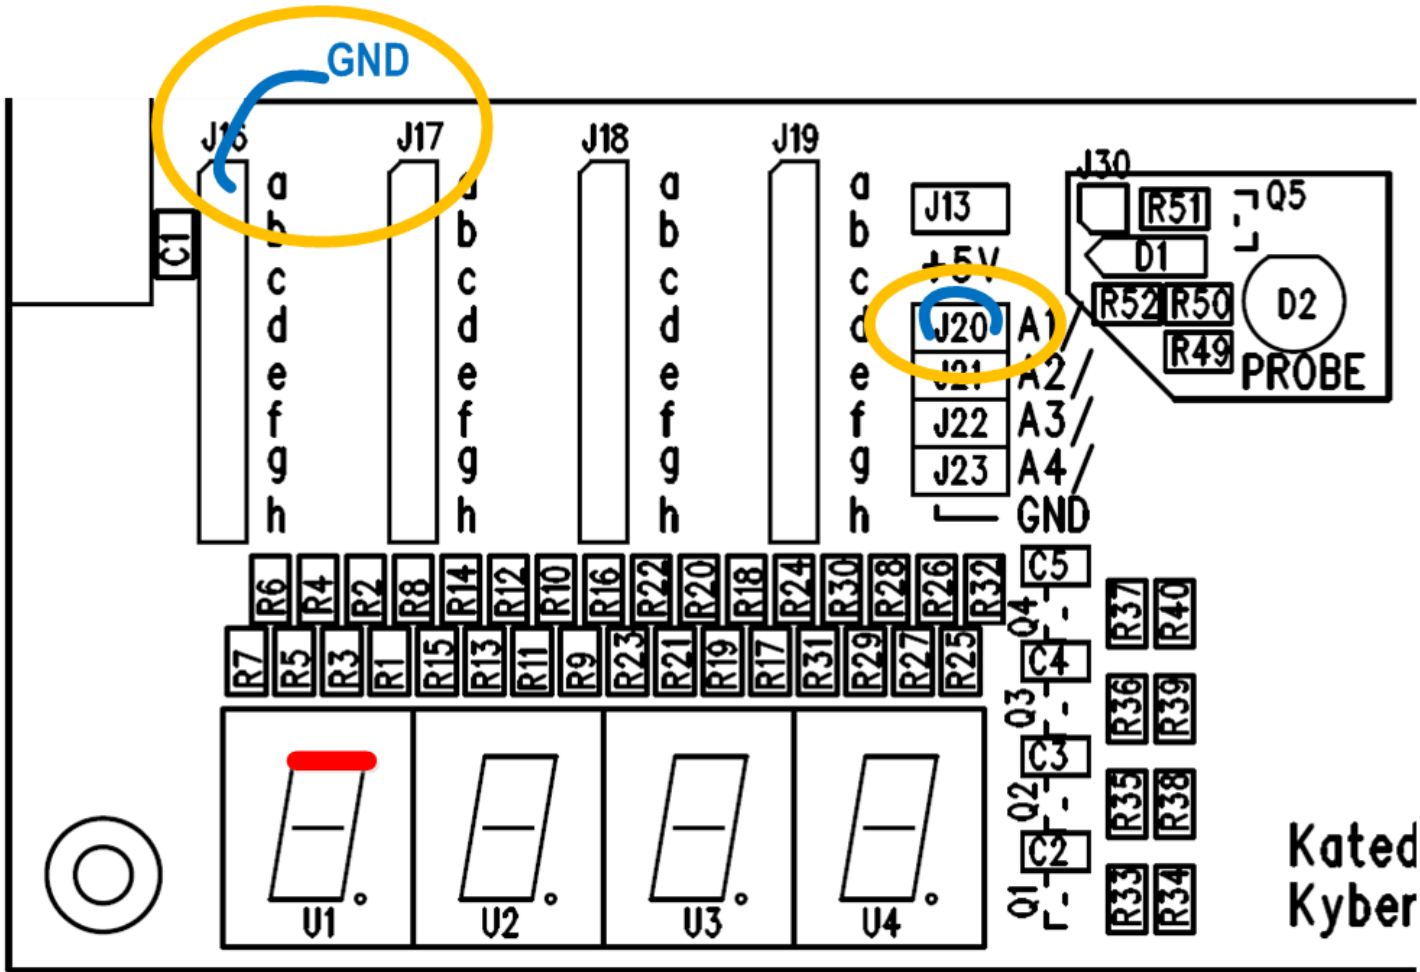 GND
J16 J17 J18 J19
J30
a a a a
J13 R51 Q5
b b b b
C1
+5V D1
c c c c
R52 R50 D2
d d d d J20 A1/
R49
e e e e J21 A2/ PROBE
f f f f J22 A3/
g g g g J23 A4/
h h h h GND
R6 R4 R2 R8 R14 R12 R10 R16 R22 R20 R18 R24 R30 R28 R26 R32 C5
Q4 R37 R40
R7 R5 R3 R1 R15 R13 R11 R9 R23 R21 R19 R17 R31 R29 R27 R25 C4
Q3 R36 R39
C3
Q2 R35 R38
C2 Kated
Q1 R33 R34 Kyber
U1 U2 U3 U4